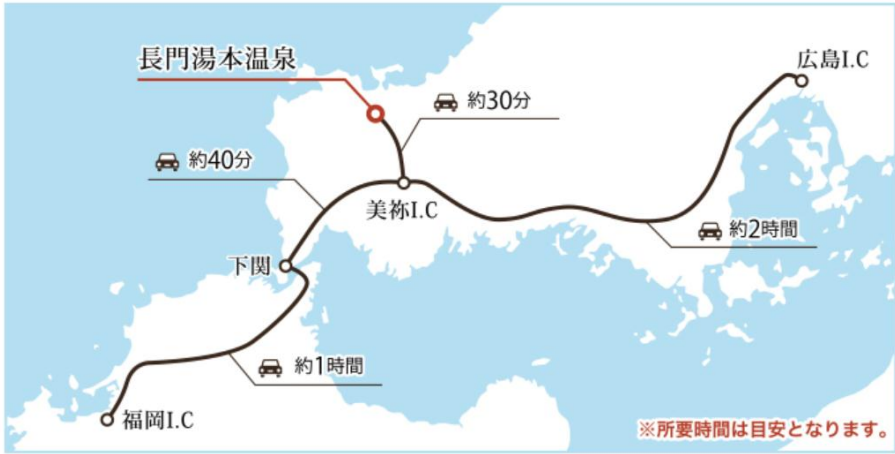 長門湯本温泉
広島I.C
約30分
約40分
美祢I.C
約2時間
下関
約1時間
福岡I.C
※所要時間は目安となります。